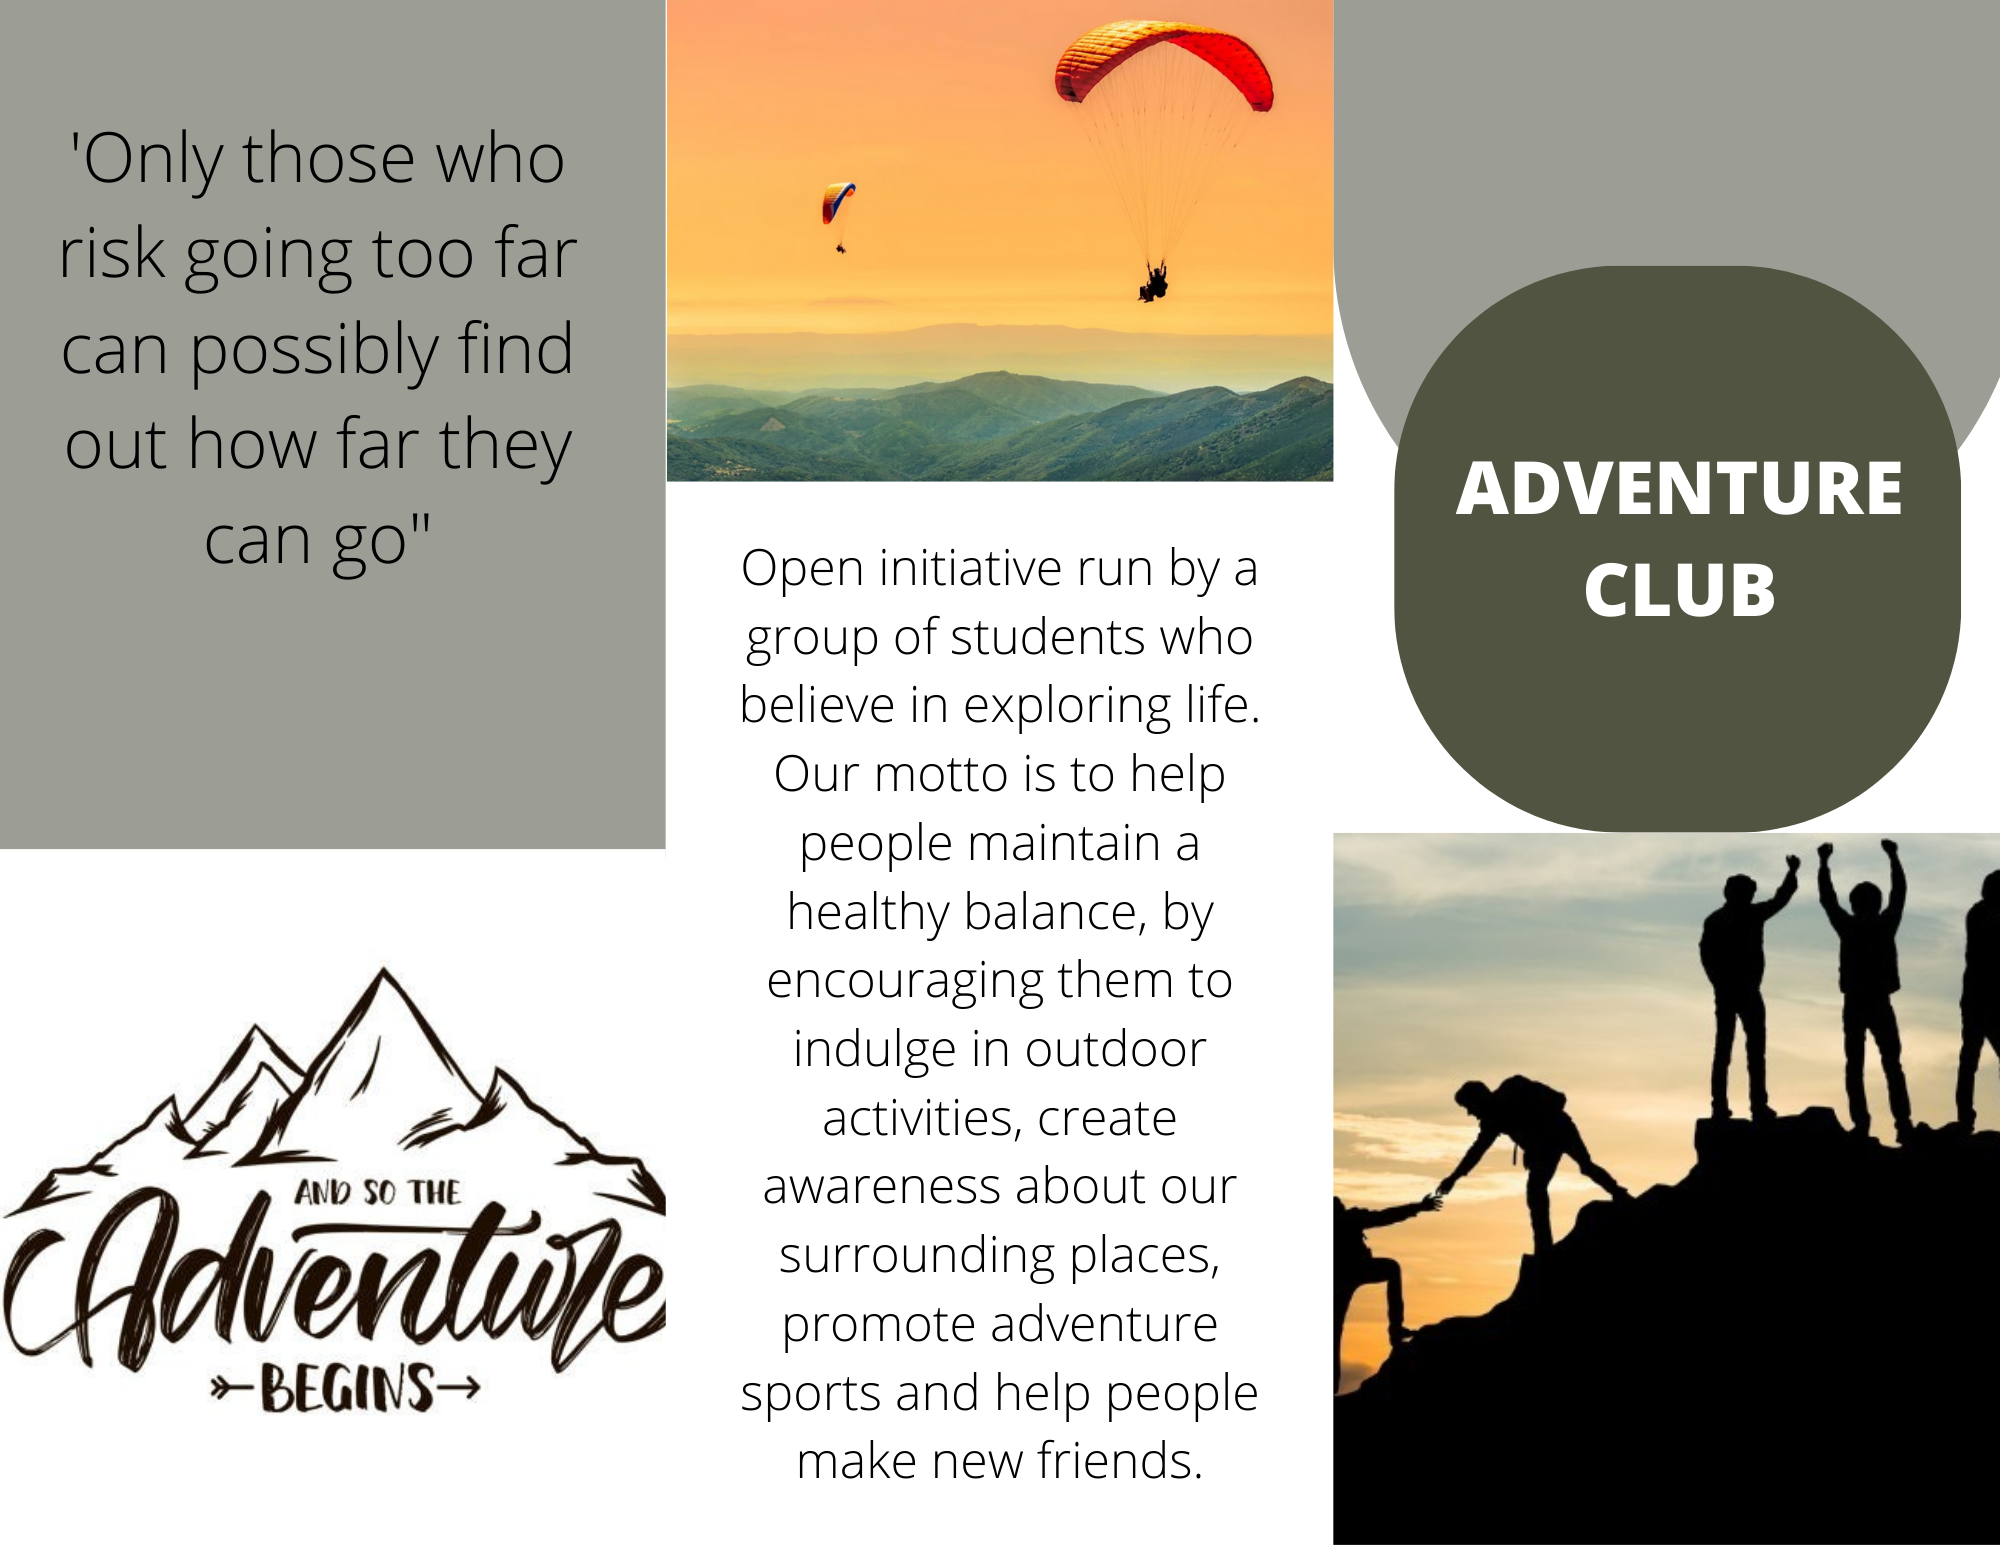 'Only those who
risk going too far
can possibly find
out how far they
can go"
AND SO THE
Adventure
BEGINS
Open initiative run by a
group of students who
believe in exploring life.
Our motto is to help
people maintain a
healthy balance, by
encouraging them to
indulge in outdoor
activities, create
awareness about our
surrounding places,
promote adventure
sports and help people
make new friends.
ADVENTURE
CLUB